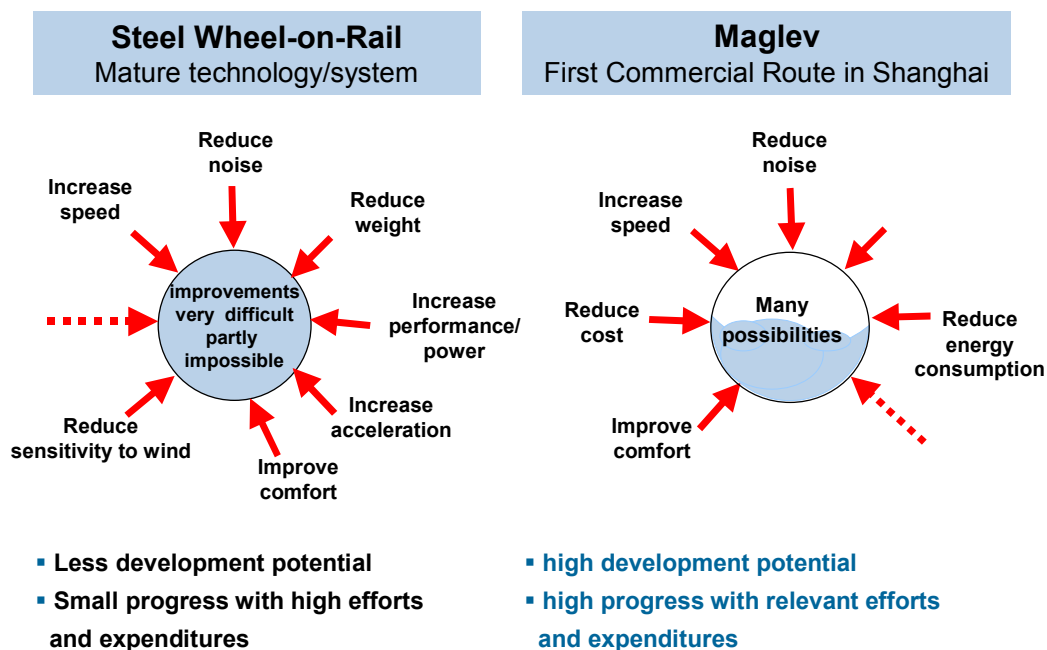 Steel Wheel-on-Rail
Mature technology/system
Reduce
noise
Increase
speed
Reduce
weight
improvements
very difficult
partly
impossible
Increase
performance/
power
Reduce
sensitivity to wind
Increase
acceleration
Improve
comfort
▪ Less development potential
▪ Small progress with high efforts
and expenditures
Maglev
First Commercial Route in Shanghai
Reduce
noise
Increase
speed
Reduce
cost
Many
possibilities
Reduce
energy
consumption
Improve
comfort
▪ high development potential
▪ high progress with relevant efforts
and expenditures